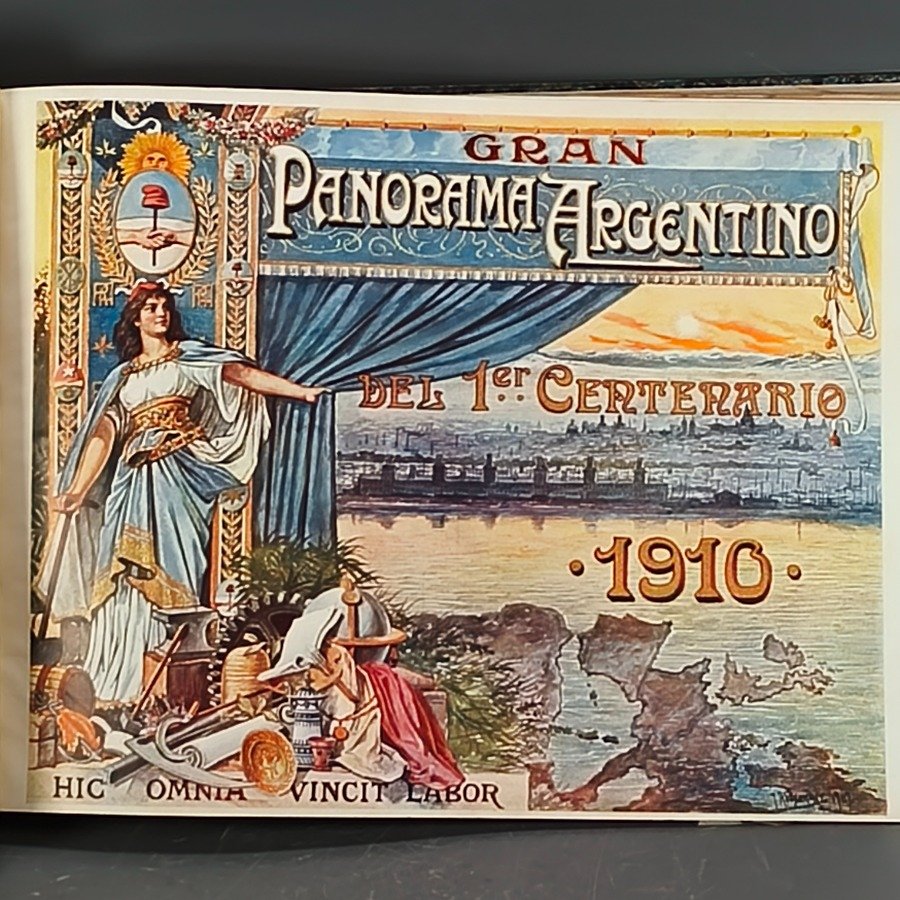 GRAN
PANORAMA ARGENTINO
DEL 1er CENTENARIO
·1910·
HIC OMNIA VINCIT LABOR